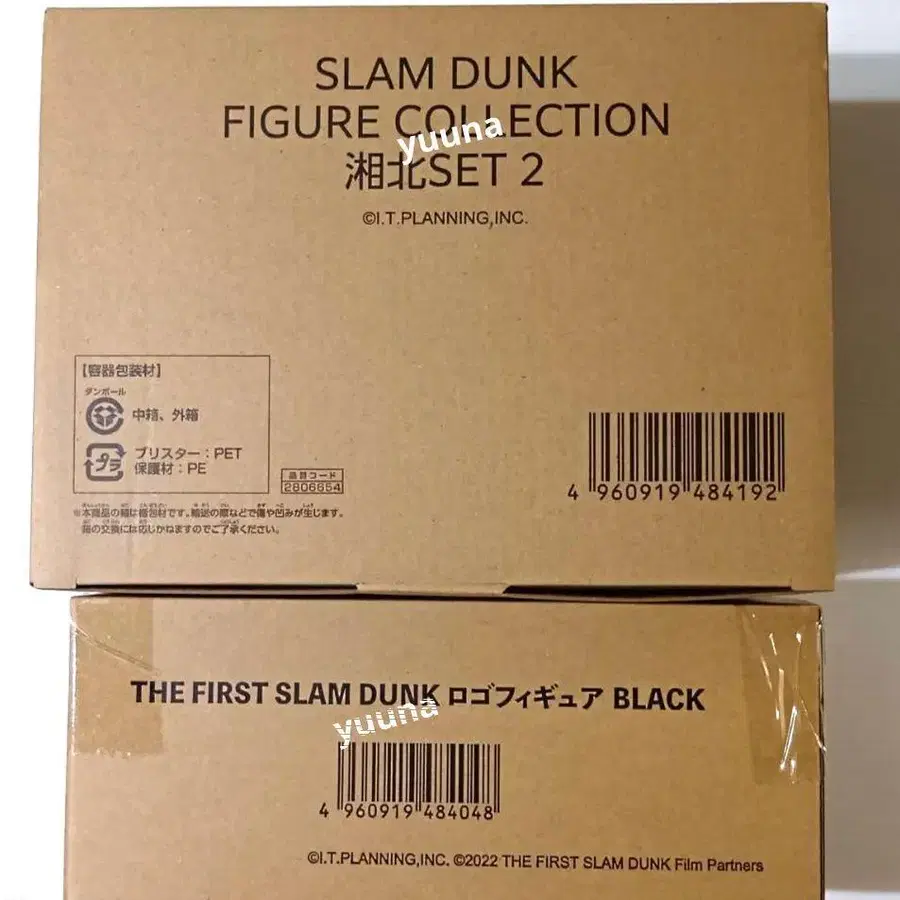 SLAM DUNK
FIGURE COLLECTION
yuuna
湘北SET 2
©I.T.PLANNING,INC.
【容器包装材】
ダンボール
中箱、外箱
プラ
ブリスター：PET
保護材：PE
品番コード
2806854
4 960919 484192
※本商品の箱は梱包材です。輸送の際などで傷や凹みが生じます。
箱の交換には応じかねますのでご了承ください。
THE FIRST SLAM DUNK ロゴフィギュア BLACK
yuuna
4 960919 484048
©I.T.PLANNING,INC. ©2022 THE FIRST SLAM DUNK Film Partners